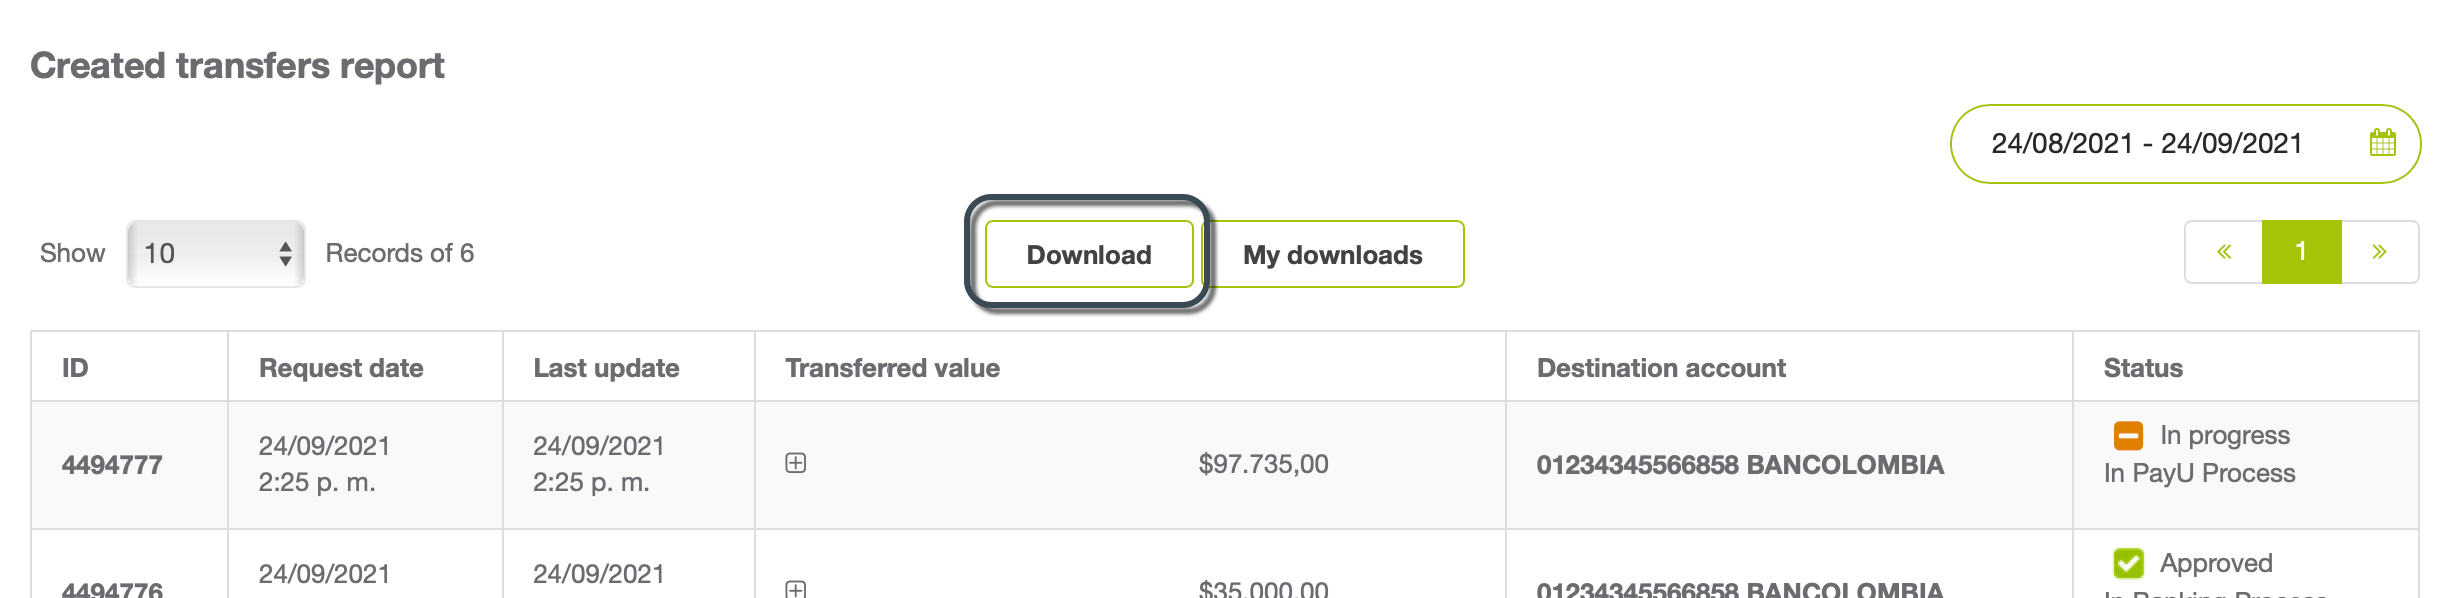 Created transfers report
24/08/2021 - 24/09/2021
Show 10 Records of 6 Download My downloads « 1 »
ID Request date Last update Transferred value Destination account Status
4494777 24/09/2021 2:25 p. m. 24/09/2021 2:25 p. m. $97.735,00 01234345566858 BANCOLOMBIA In progress
In PayU Process
4494776 24/09/2021 24/09/2021 $35.000,00 01234345566858 BANCOLOMBIA Approved
In Banking Process